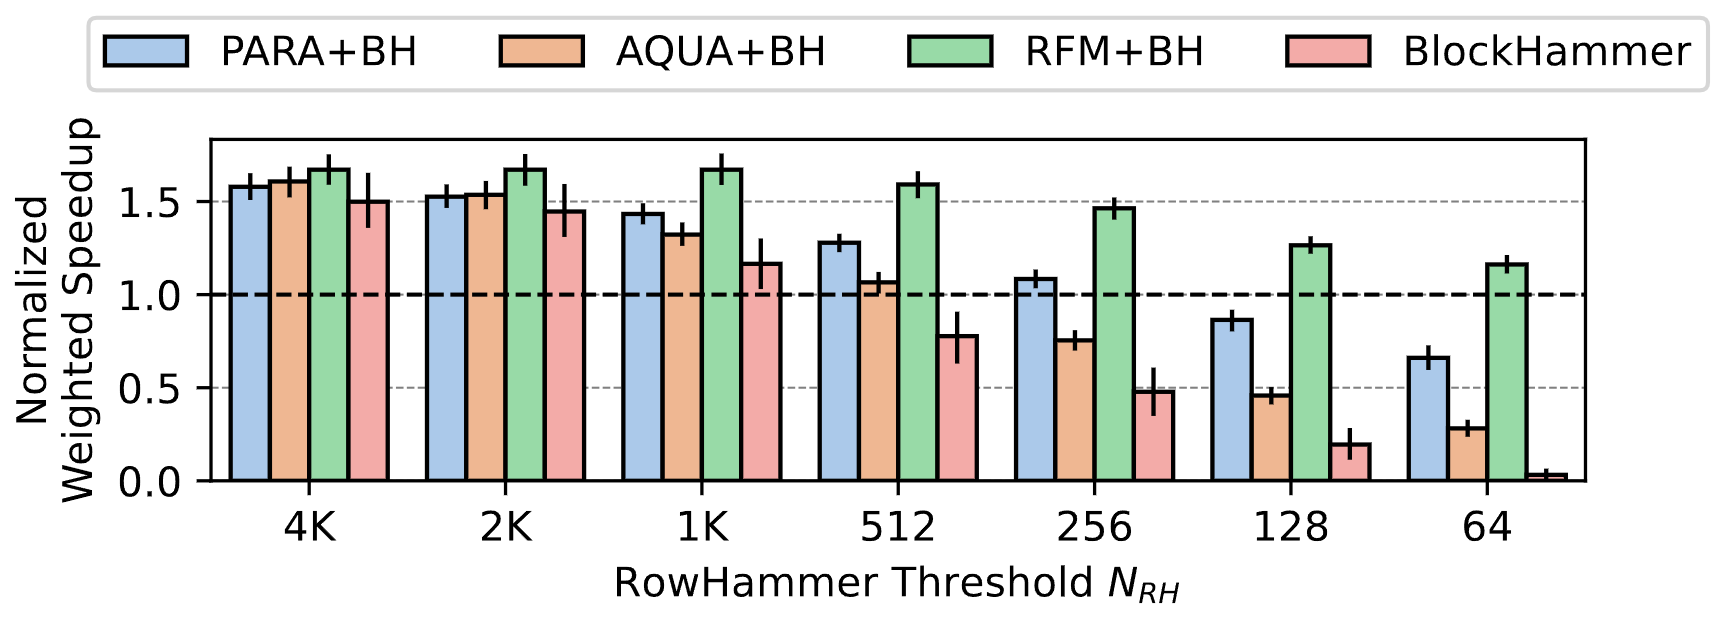 PARA+BH AQUA+BH RFM+BH BlockHammer
Normalized
Weighted Speedup
1.5
1.0
0.5
0.0
4K 2K 1K 512 256 128 64
RowHammer Threshold N_RH